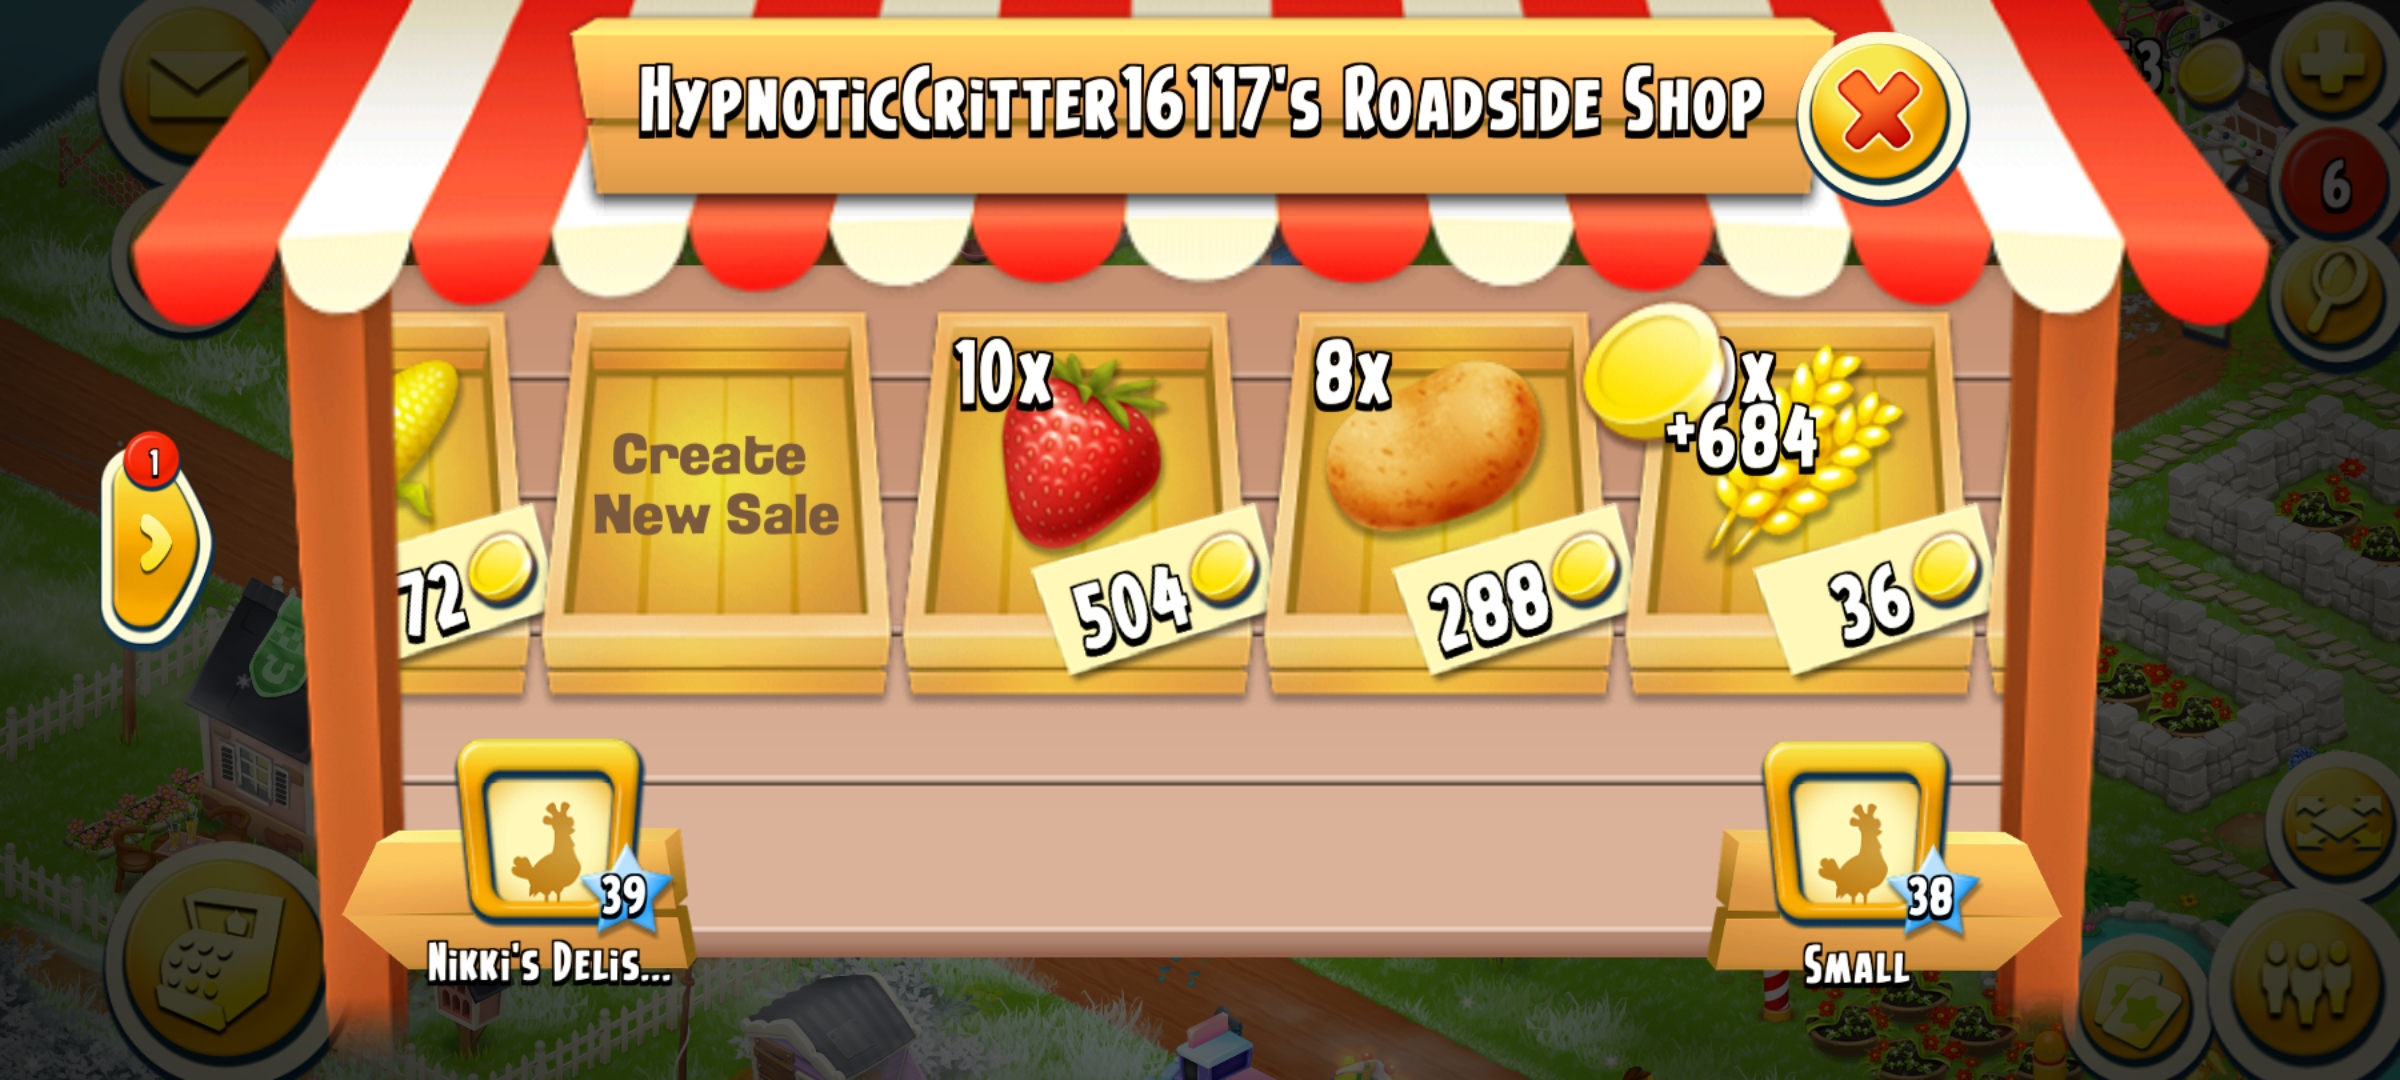 HypnoticCritter16117's Roadside Shop
6
1
72
Create
New Sale
10x
504
8x
288
x
+684
36
39
Nikki's Delis...
38
Small